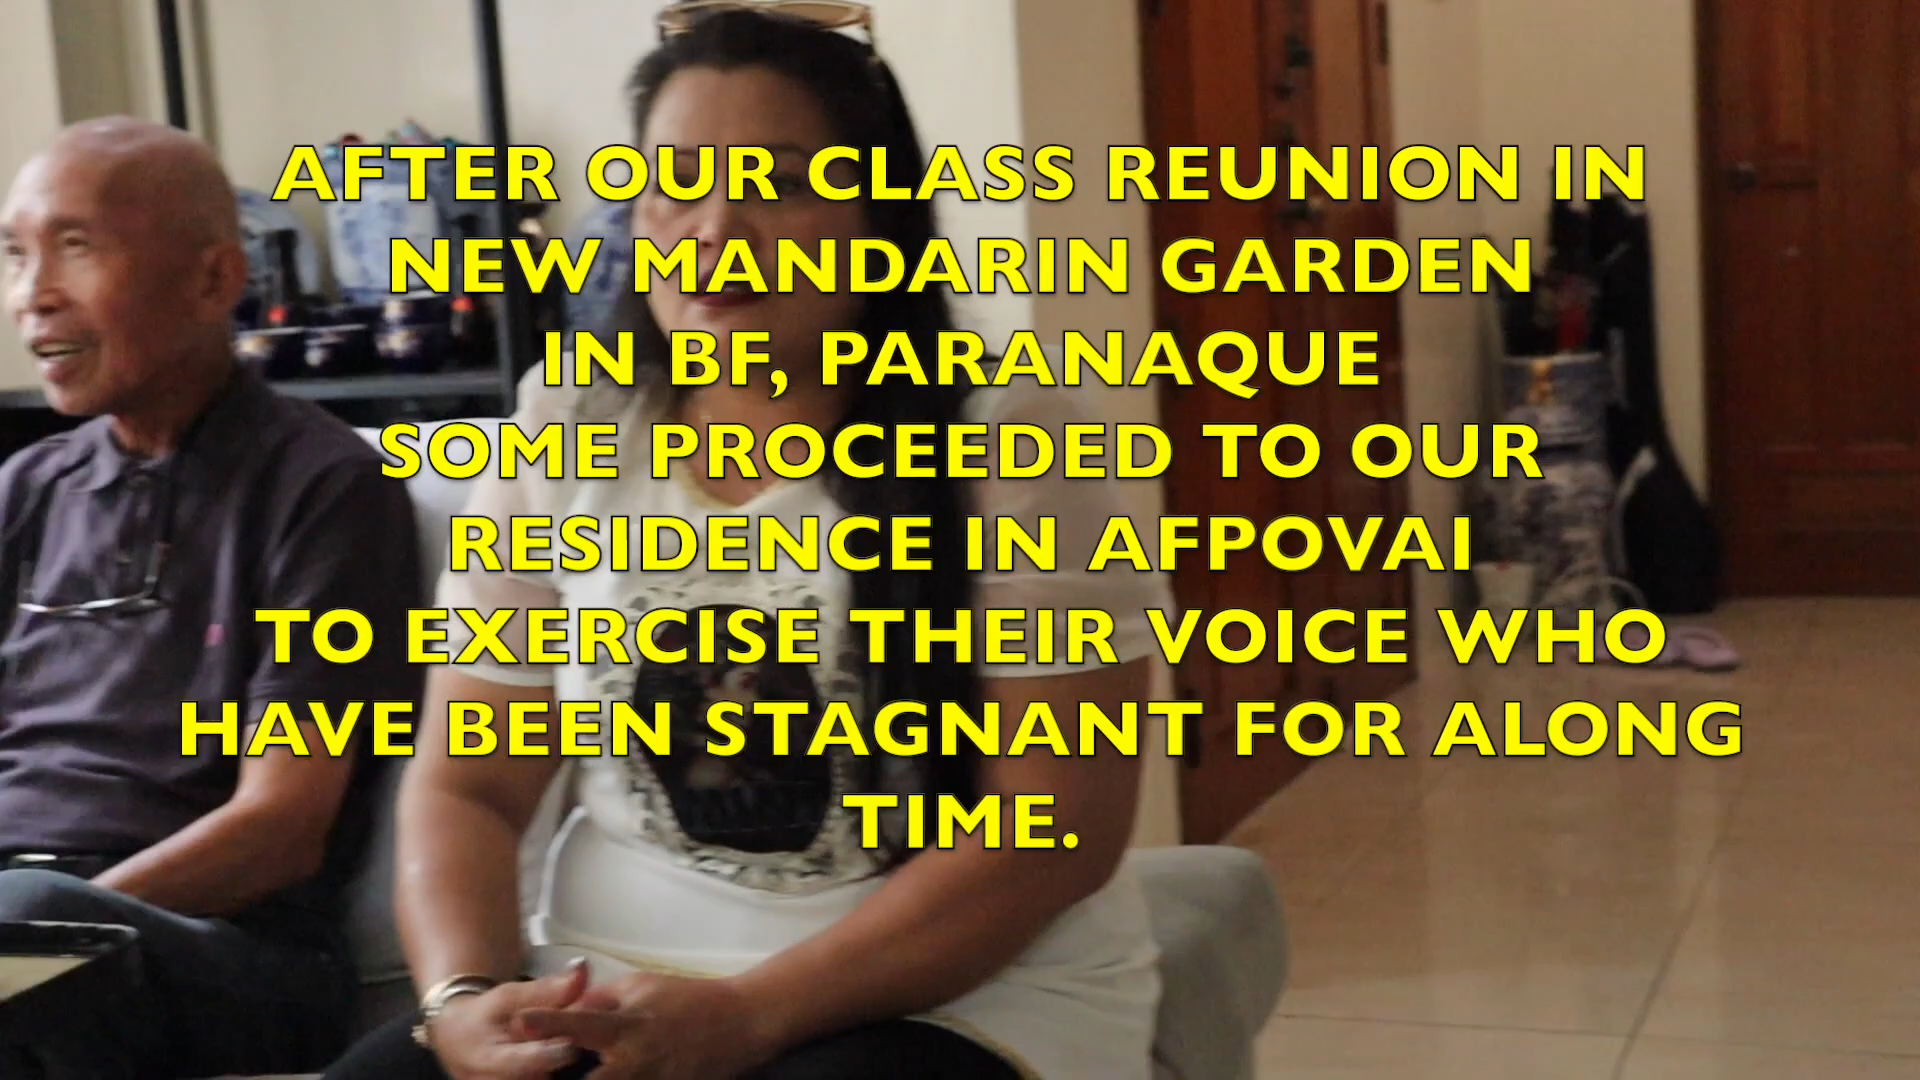 AFTER OUR CLASS REUNION IN
NEW MANDARIN GARDEN
IN BF, PARANAQUE
SOME PROCEEDED TO OUR
RESIDENCE IN AFPOVAI
TO EXERCISE THEIR VOICE WHO
HAVE BEEN STAGNANT FOR ALONG
TIME.